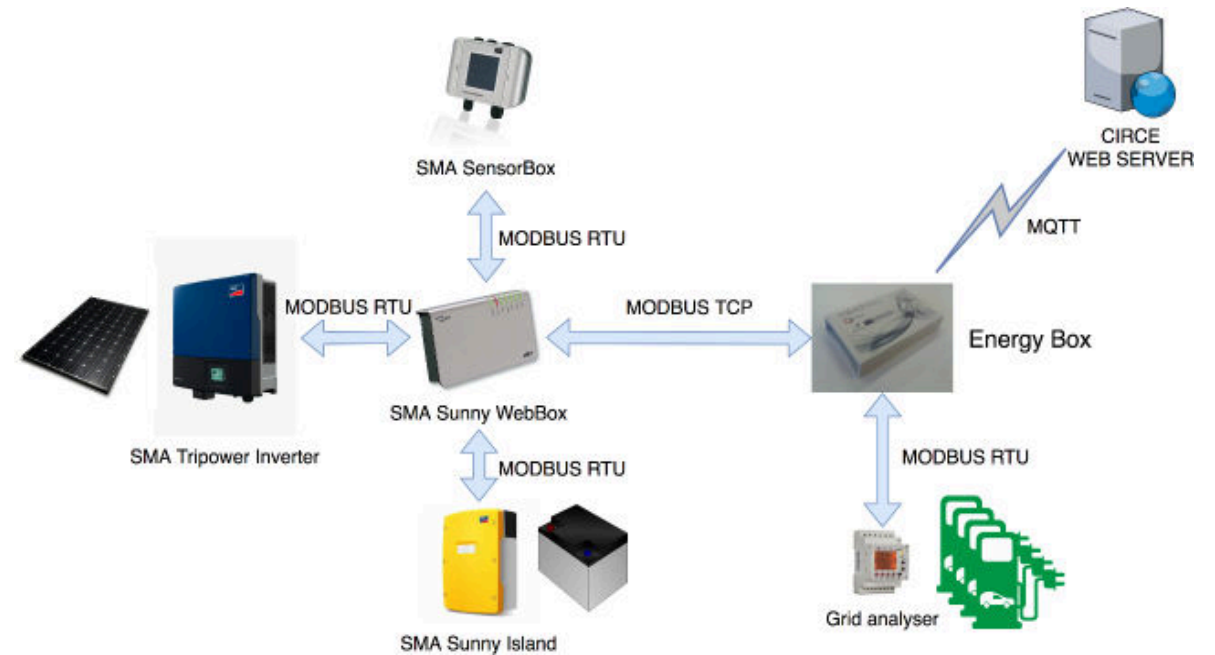 SMA SensorBox
CIRCE
WEB SERVER
MODBUS RTU
MQTT
MODBUS RTU
MODBUS TCP
Energy Box
SMA Sunny WebBox
SMA Tripower Inverter
MODBUS RTU
MODBUS RTU
Grid analyser
SMA Sunny Island